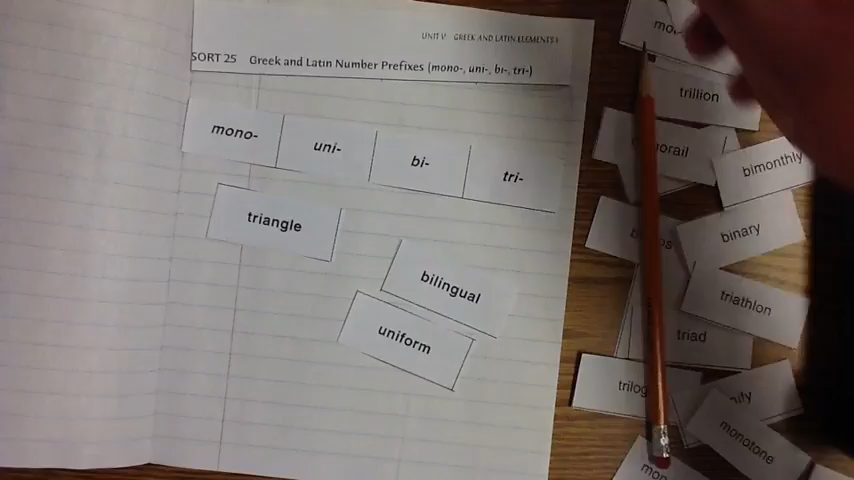 UNIT V GREEK AND LATIN ELEMENTS I
SORT 25 Greek and Latin Number Prefixes (mono-, uni-, bi-, tri-)
mono- uni- bi- tri-
triangle
bilingual
uniform
trillion
bimonthly
binary
triathlon
triad
monotone